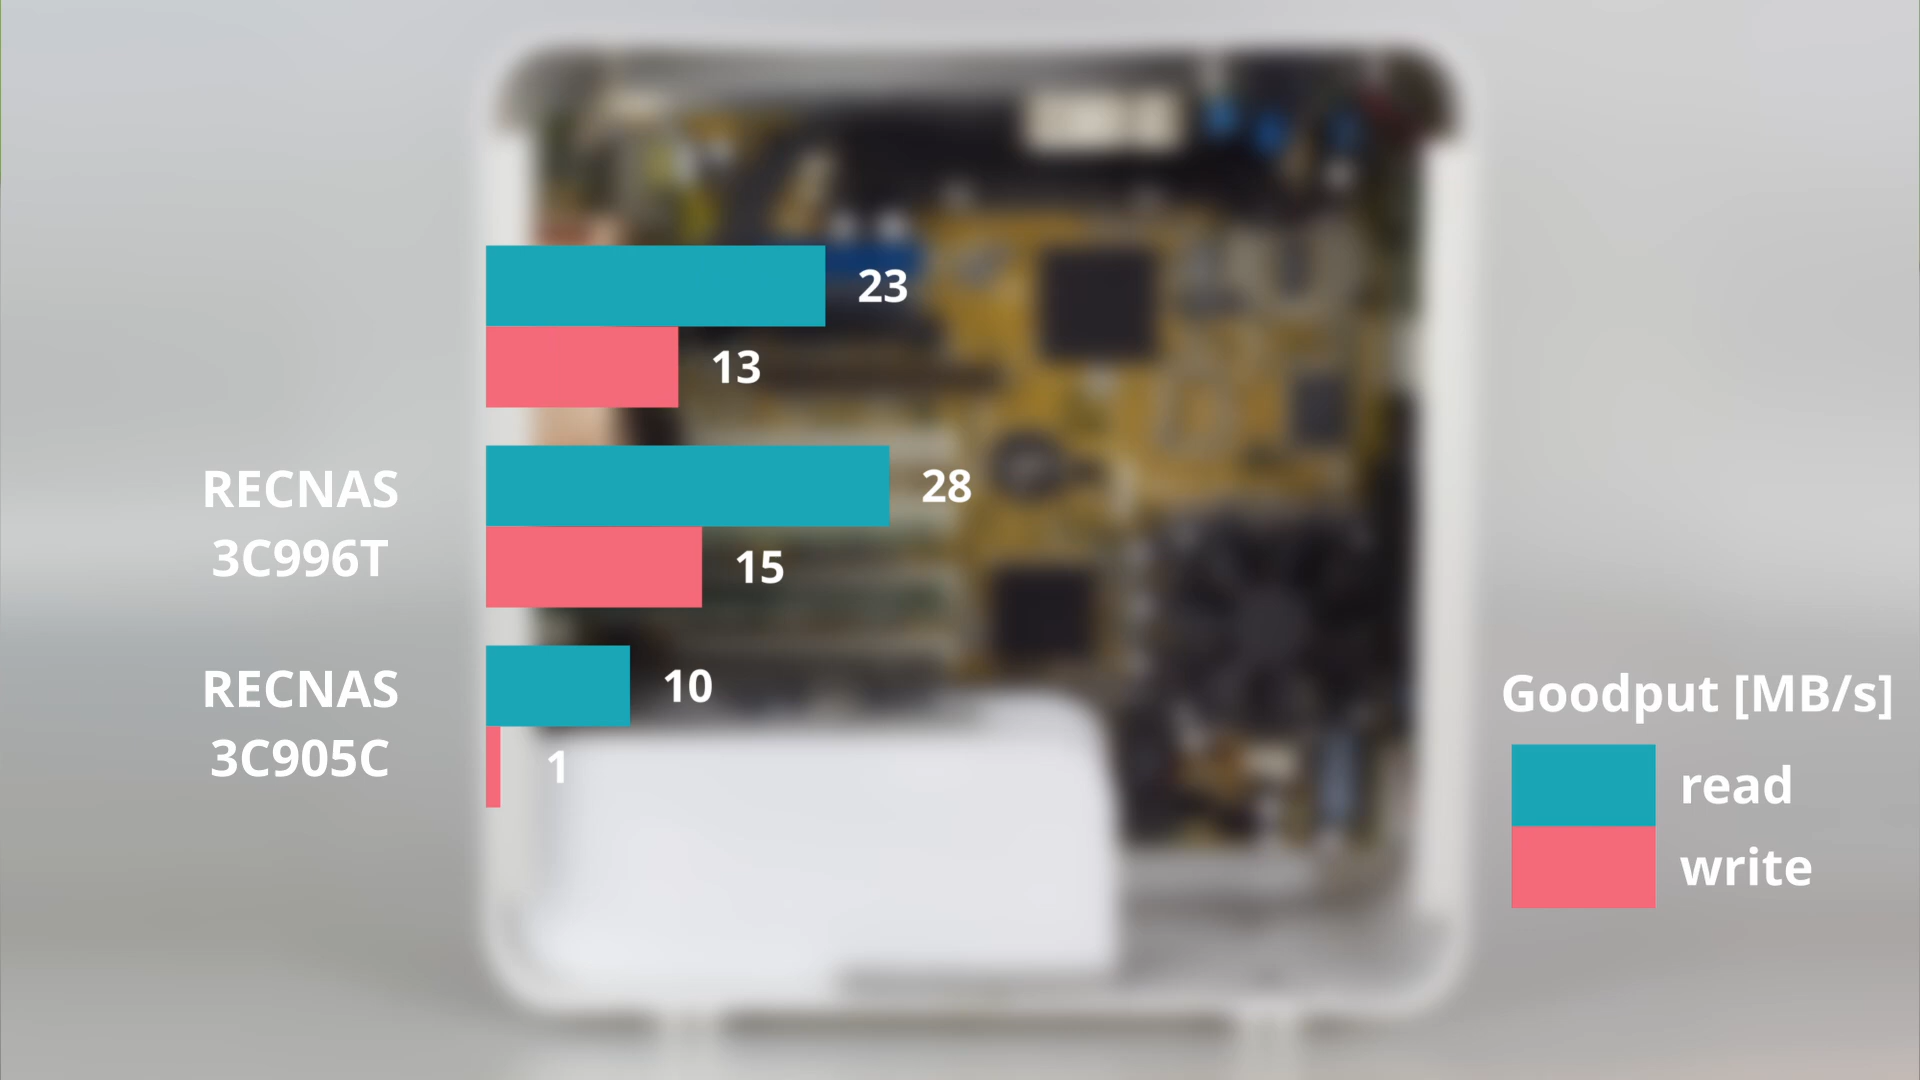 23
13
RECNAS
3C996T
28
15
RECNAS
3C905C
10
1
Goodput [MB/s]
read
write